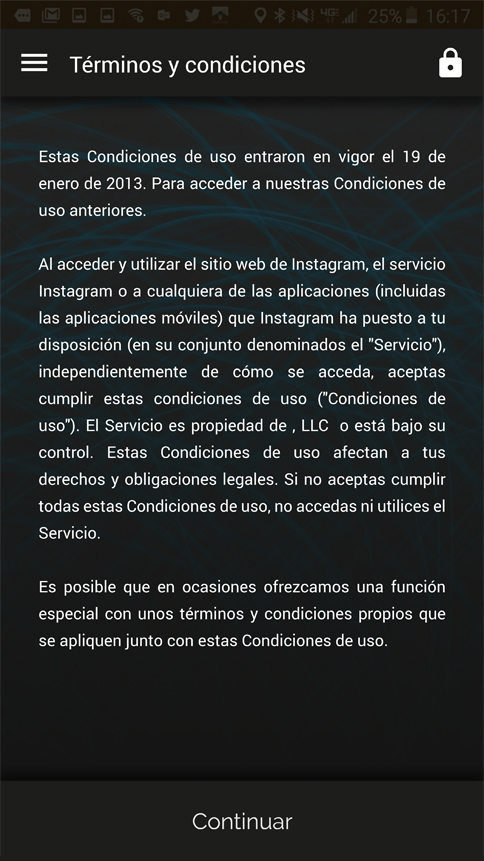 4G
25% 16:17
Términos y condiciones
Estas Condiciones de uso entraron en vigor el 19 de
enero de 2013. Para acceder a nuestras Condiciones de
uso anteriores.
Al acceder y utilizar el sitio web de Instagram, el servicio
Instagram o a cualquiera de las aplicaciones (incluidas
las aplicaciones móviles) que Instagram ha puesto a tu
disposición (en su conjunto denominados el "Servicio"),
independientemente de cómo se acceda, aceptas
cumplir estas condiciones de uso ("Condiciones de
uso"). El Servicio es propiedad de , LLC o está bajo su
control. Estas Condiciones de uso afectan a tus
derechos y obligaciones legales. Si no aceptas cumplir
todas estas Condiciones de uso, no accedas ni utilices el
Servicio.
Es posible que en ocasiones ofrezcamos una función
especial con unos términos y condiciones propios que
se apliquen junto con estas Condiciones de uso.
Continuar